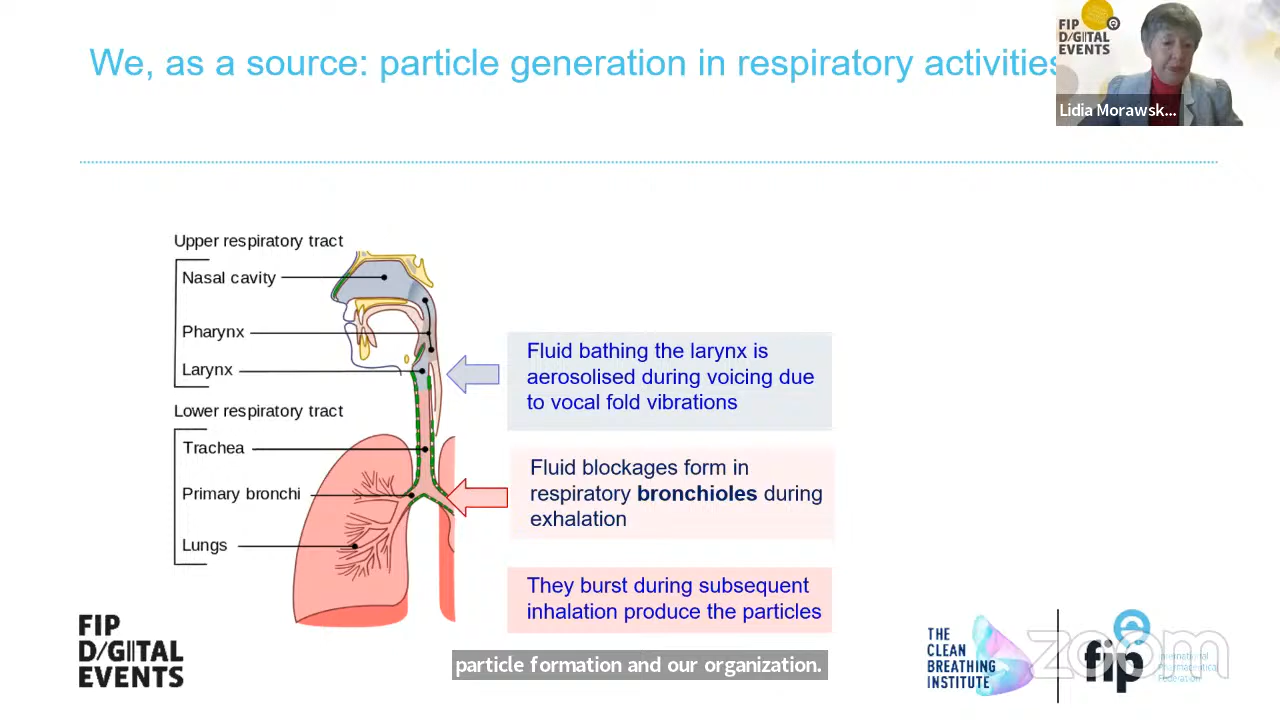 We, as a source: particle generation in respiratory activities
FIP
D/G\TAL
EVENTS
Lidia Morawsk...
Upper respiratory tract
Nasal cavity
Pharynx
Larynx
Lower respiratory tract
Trachea
Primary bronchi
Lungs
Fluid bathing the larynx is
aerosolised during voicing due
to vocal fold vibrations
Fluid blockages form in
respiratory bronchioles during
exhalation
They burst during subsequent
inhalation produce the particles
FIP
D/G\TAL
EVENTS
particle formation and our organization.
THE
CLEAN
BREATHING
INSTITUTE
fip
International
Pharmaceutical
Federation
zoom